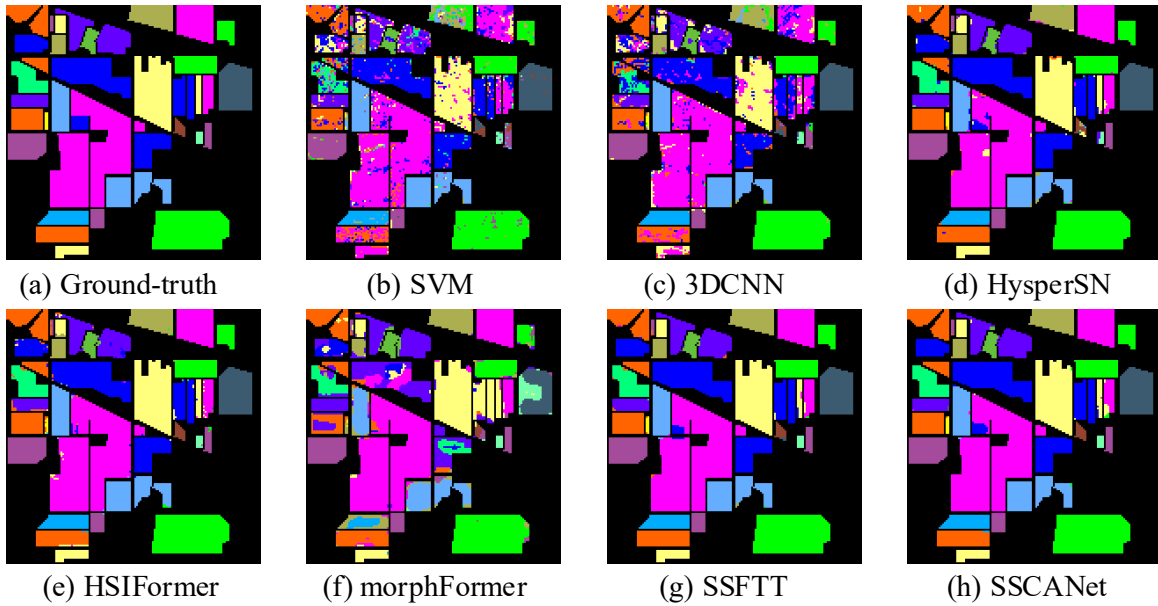 (a) Ground-truth
(b) SVM
(c) 3DCNN
(d) HysperSN
(e) HSIFormer
(f) morphFormer
(g) SSFTT
(h) SSCANet